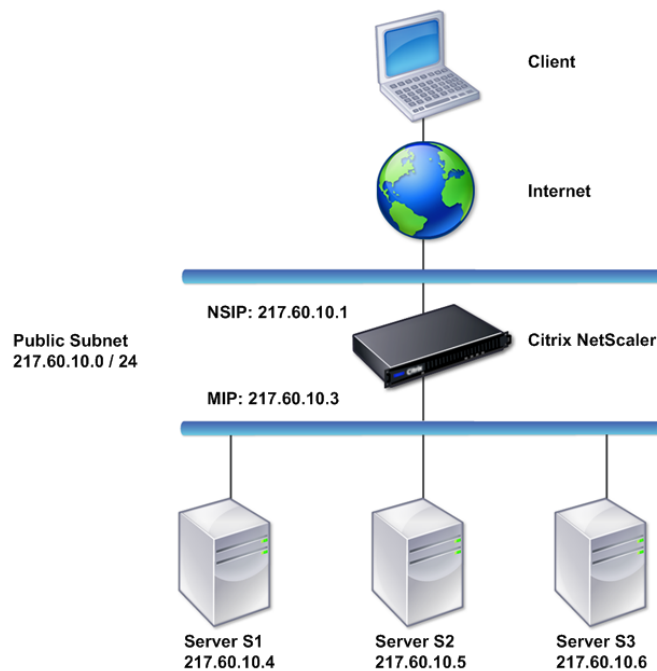 Client
Internet
NSIP: 217.60.10.1
Public Subnet
217.60.10.0 / 24
Citrix NetScaler
MIP: 217.60.10.3
Server S1
217.60.10.4
Server S2
217.60.10.5
Server S3
217.60.10.6